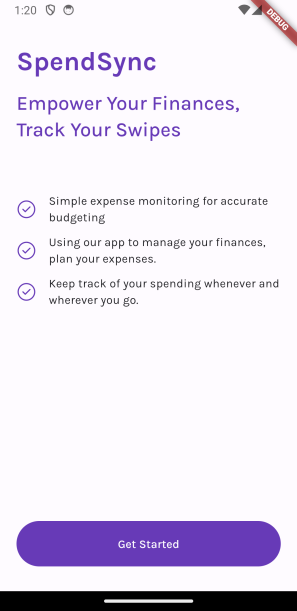 1:20
DEBUG
SpendSync
Empower Your Finances,
Track Your Swipes
Simple expense monitoring for accurate
budgeting
Using our app to manage your finances,
plan your expenses.
Keep track of your spending whenever and
wherever you go.
Get Started